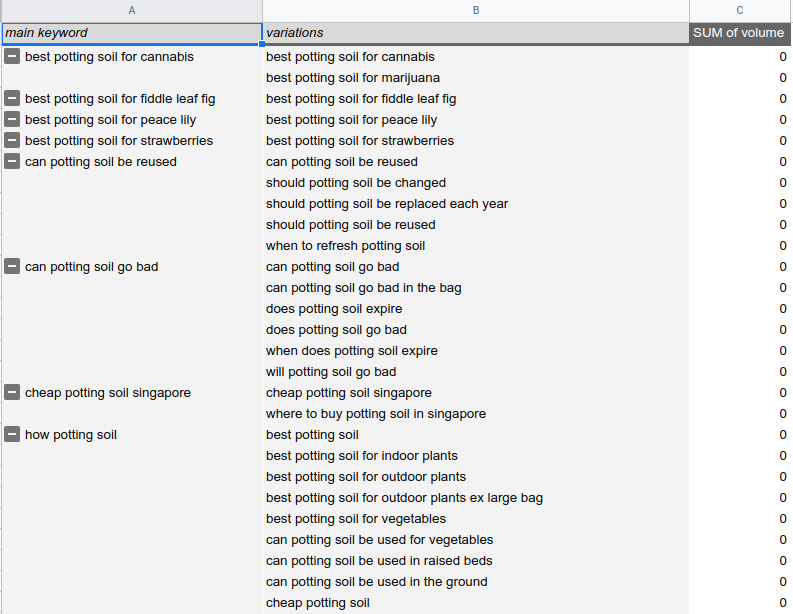 A B C
main keyword variations SUM of volume
best potting soil for cannabis best potting soil for cannabis 0
best potting soil for marijuana 0
best potting soil for fiddle leaf fig best potting soil for fiddle leaf fig 0
best potting soil for peace lily best potting soil for peace lily 0
best potting soil for strawberries best potting soil for strawberries 0
can potting soil be reused can potting soil be reused 0
should potting soil be changed 0
should potting soil be replaced each year 0
should potting soil be reused 0
when to refresh potting soil 0
can potting soil go bad can potting soil go bad 0
can potting soil go bad in the bag 0
does potting soil expire 0
does potting soil go bad 0
when does potting soil expire 0
will potting soil go bad 0
cheap potting soil singapore cheap potting soil singapore 0
where to buy potting soil in singapore 0
how potting soil best potting soil 0
best potting soil for indoor plants 0
best potting soil for outdoor plants 0
best potting soil for outdoor plants ex large bag 0
best potting soil for vegetables 0
can potting soil be used for vegetables 0
can potting soil be used in raised beds 0
can potting soil be used in the ground 0
cheap potting soil 0